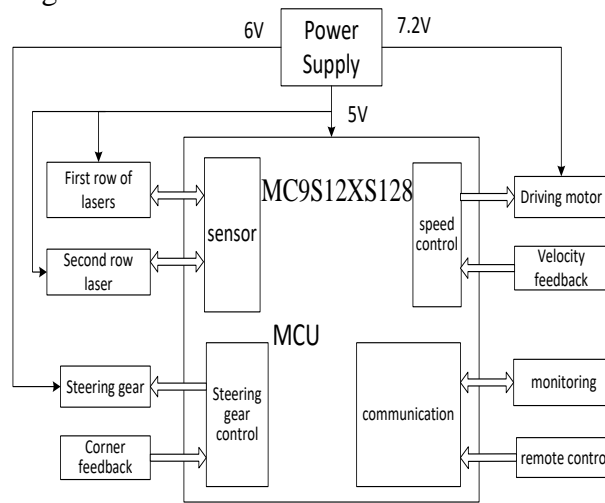 6V
Power
Supply
7.2V
5V
First row of
lasers
MC9S12XS128
sensor
speed
control
Driving motor
Second row
laser
Velocity
feedback
MCU
Steering gear
Steering
gear
control
communication
monitoring
Corner
feedback
remote control